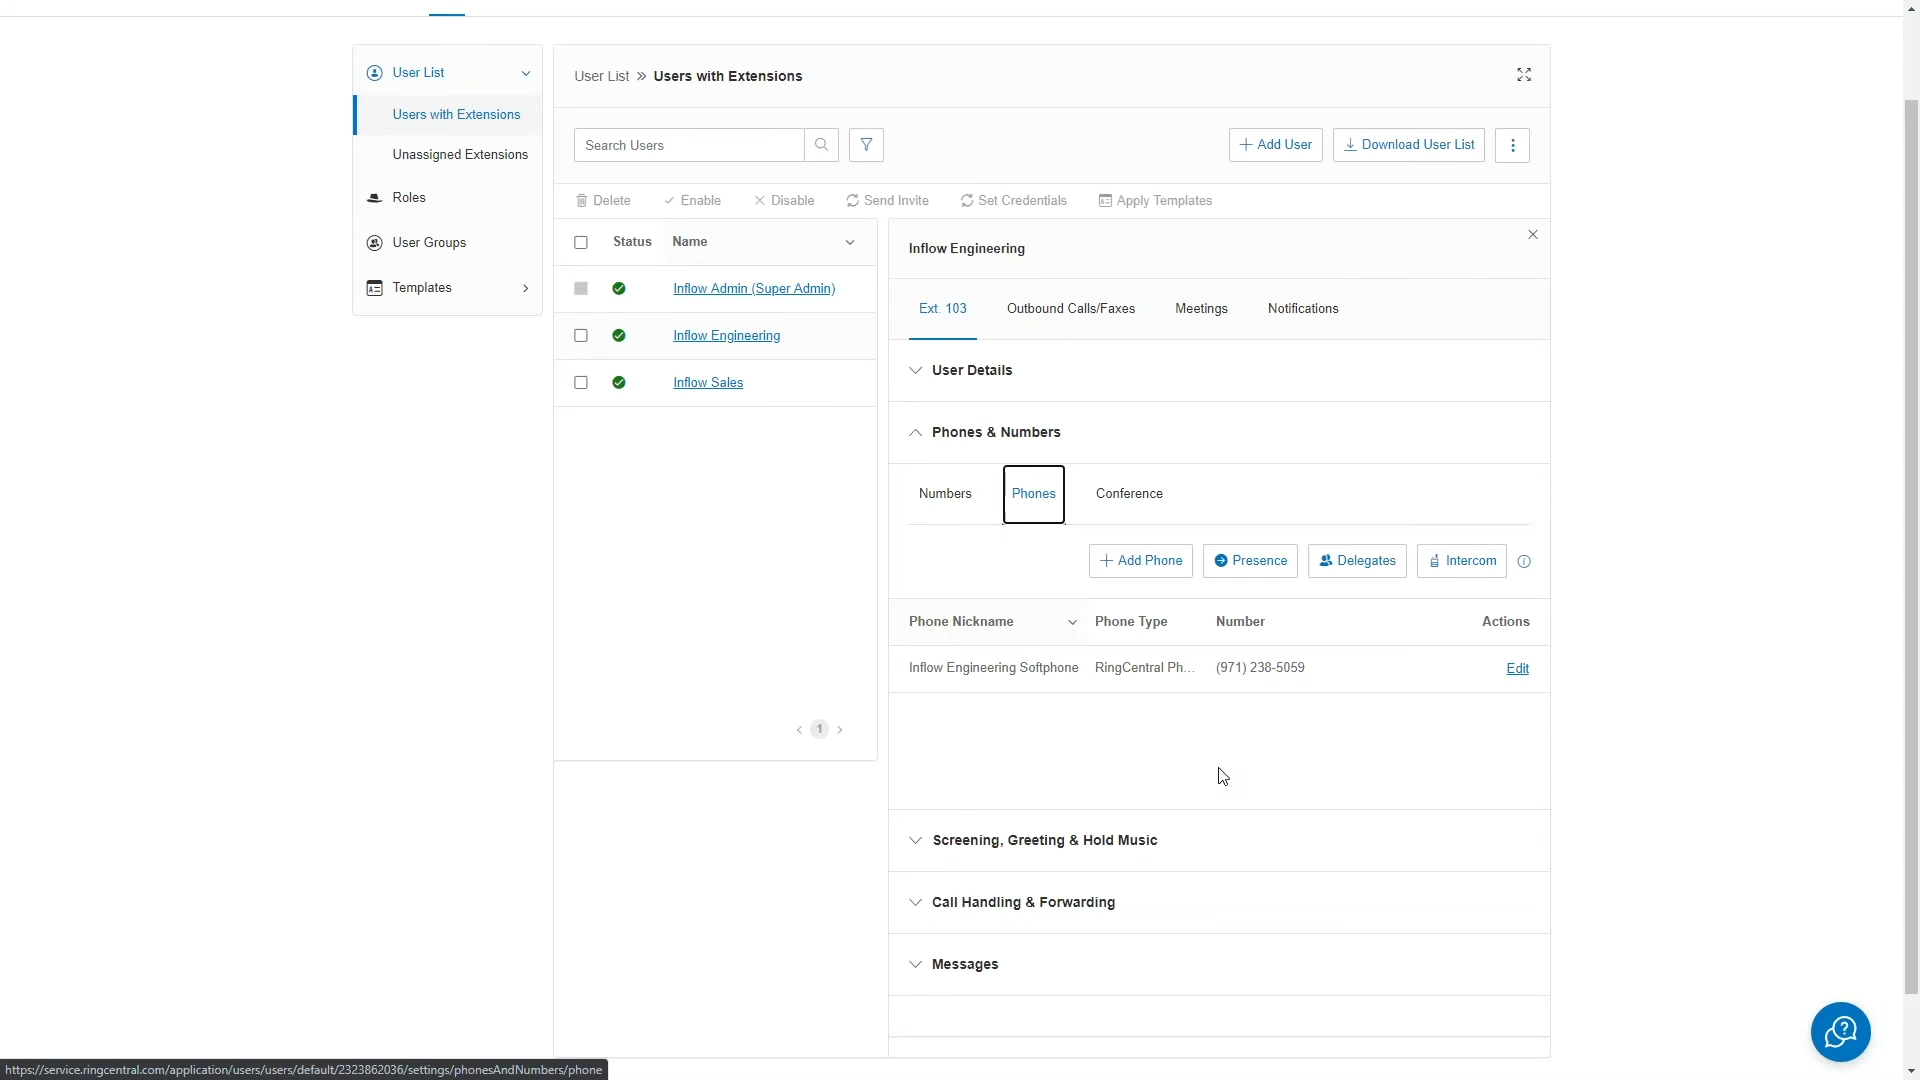 User List
Users with Extensions
Unassigned Extensions
Roles
User Groups
Templates
User List » Users with Extensions
Search Users
+ Add User
Download User List
Delete
Enable
Disable
Send Invite
Set Credentials
Apply Templates
Status Name
Inflow Admin (Super Admin)
Inflow Engineering
Inflow Sales
< 1 >
Inflow Engineering
Ext. 103 Outbound Calls/Faxes Meetings Notifications
User Details
Phones & Numbers
Numbers Phones Conference
+ Add Phone Presence Delegates Intercom
Phone Nickname Phone Type Number Actions
Inflow Engineering Softphone RingCentral Ph... (971) 238-5059 Edit
Screening, Greeting & Hold Music
Call Handling & Forwarding
Messages
https://service.ringcentral.com/application/users/users/default/2323862036/settings/phonesAndNumbers/phone